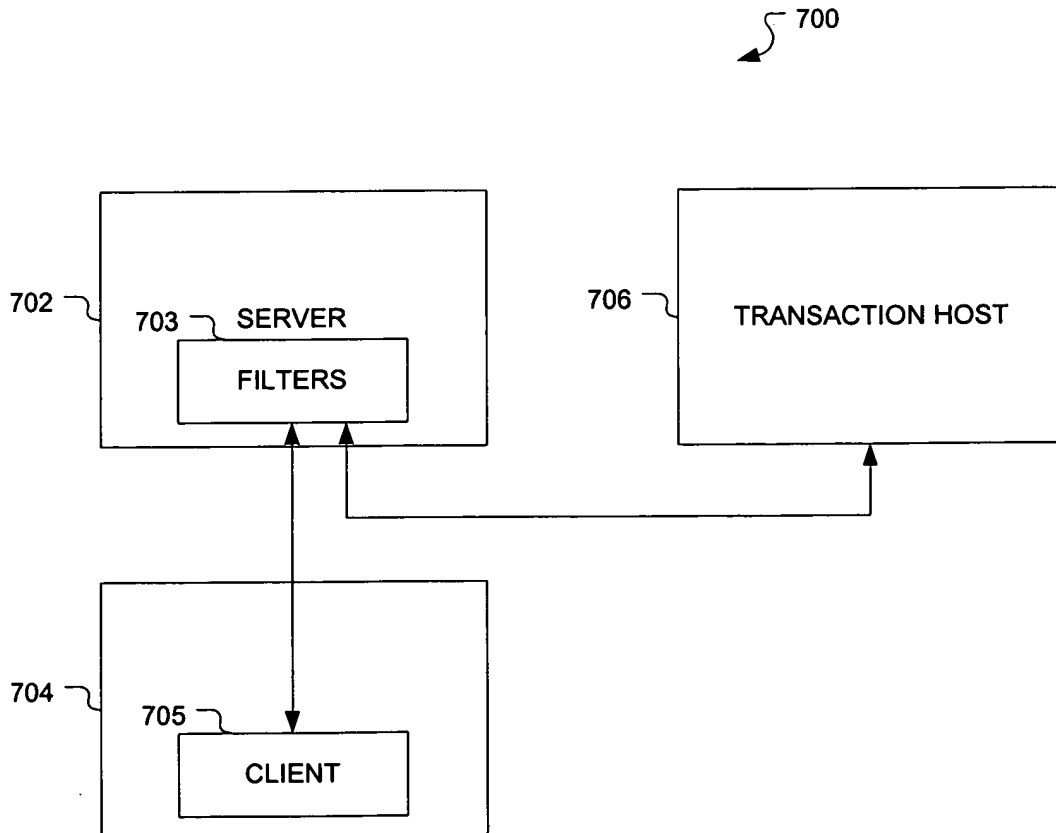 700
702
703
SERVER
FILTERS
706
TRANSACTION HOST
704
705
CLIENT